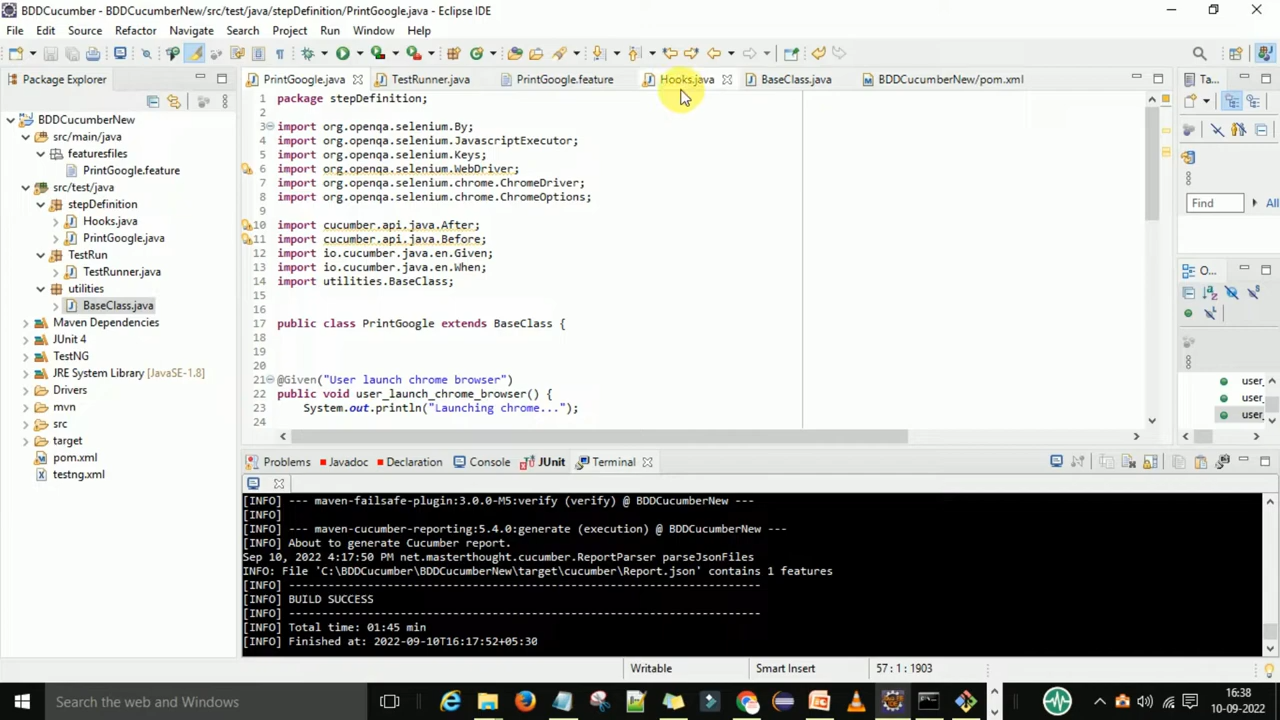 BDDCucumber - BDDCucumberNew/src/test/java/stepDefinition/PrintGoogle.java - Eclipse IDE
File Edit Source Refactor Navigate Search Project Run Window Help
Package Explorer
BDDCucumberNew
src/main/java
featuresfiles
PrintGoogle.feature
src/test/java
stepDefinition
Hooks.java
PrintGoogle.java
TestRun
TestRunner.java
utilities
BaseClass.java
Maven Dependencies
JUnit 4
TestNG
JRE System Library [JavaSE-1.8]
Drivers
mvn
src
target
pom.xml
testng.xml
PrintGoogle.java TestRunner.java PrintGoogle.feature Hooks.java BaseClass.java BDDCucumberNew/pom.xml
1 package stepDefinition;
2
3 import org.openqa.selenium.By;
4 import org.openqa.selenium.JavascriptExecutor;
5 import org.openqa.selenium.Keys;
6 import org.openqa.selenium.WebDriver;
7 import org.openqa.selenium.chrome.ChromeDriver;
8 import org.openqa.selenium.chrome.ChromeOptions;
9
10 import cucumber.api.java.After;
11 import cucumber.api.java.Before;
12 import io.cucumber.java.en.Given;
13 import io.cucumber.java.en.When;
14 import utilities.BaseClass;
15
16
17 public class PrintGoogle extends BaseClass {
18
19
20
21 @Given("User launch chrome browser")
22 public void user_launch_chrome_browser() {
23 System.out.println("Launching chrome...");
24
Ta...
Find All
O...
user_
user_
user_
Problems Javadoc Declaration Console JUnit Terminal
[INFO] --- maven-failsafe-plugin:3.0.0-M5:verify (verify) @ BDDCucumberNew ---
[INFO]
[INFO] --- maven-cucumber-reporting:5.4.0:generate (execution) @ BDDCucumberNew ---
[INFO] About to generate Cucumber report.
Sep 10, 2022 4:17:50 PM net.masterthought.cucumber.ReportParser parseJsonFiles
INFO: File 'C:\BDDCucumber\BDDCucumberNew\target\cucumber\Report.json' contains 1 features
[INFO] ------------------------------------------------------------------------
[INFO] BUILD SUCCESS
[INFO] ------------------------------------------------------------------------
[INFO] Total time: 01:45 min
[INFO] Finished at: 2022-09-10T16:17:52+05:30
Writable Smart Insert 57 : 1 : 1903
Search Windows 16:38
10-09-2022